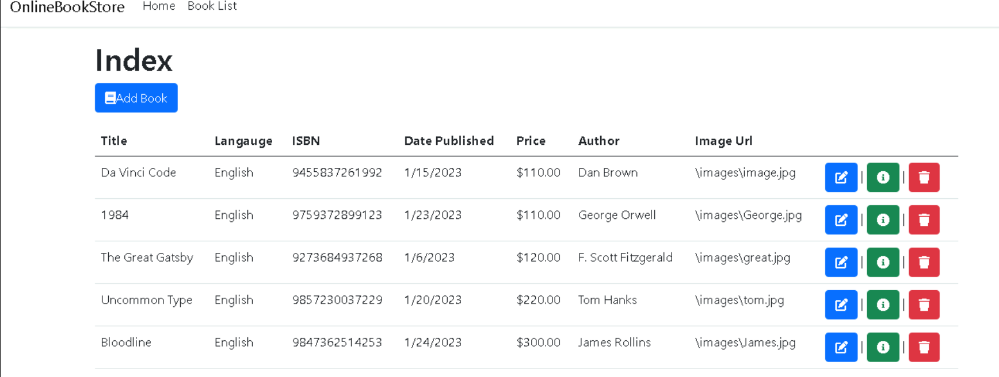 OnlineBookStore Home Book List
Index
Add Book
Title Langauge ISBN Date Published Price Author Image Url
Da Vinci Code English 9455837261992 1/15/2023 $110.00 Dan Brown \images\image.jpg | |
1984 English 9759372899123 1/23/2023 $110.00 George Orwell \images\George.jpg | |
The Great Gatsby English 9273684937268 1/6/2023 $120.00 F. Scott Fitzgerald \images\great.jpg | |
Uncommon Type English 9857230037229 1/20/2023 $220.00 Tom Hanks \images\tom.jpg | |
Bloodline English 9847362514253 1/24/2023 $300.00 James Rollins \images\James.jpg | |